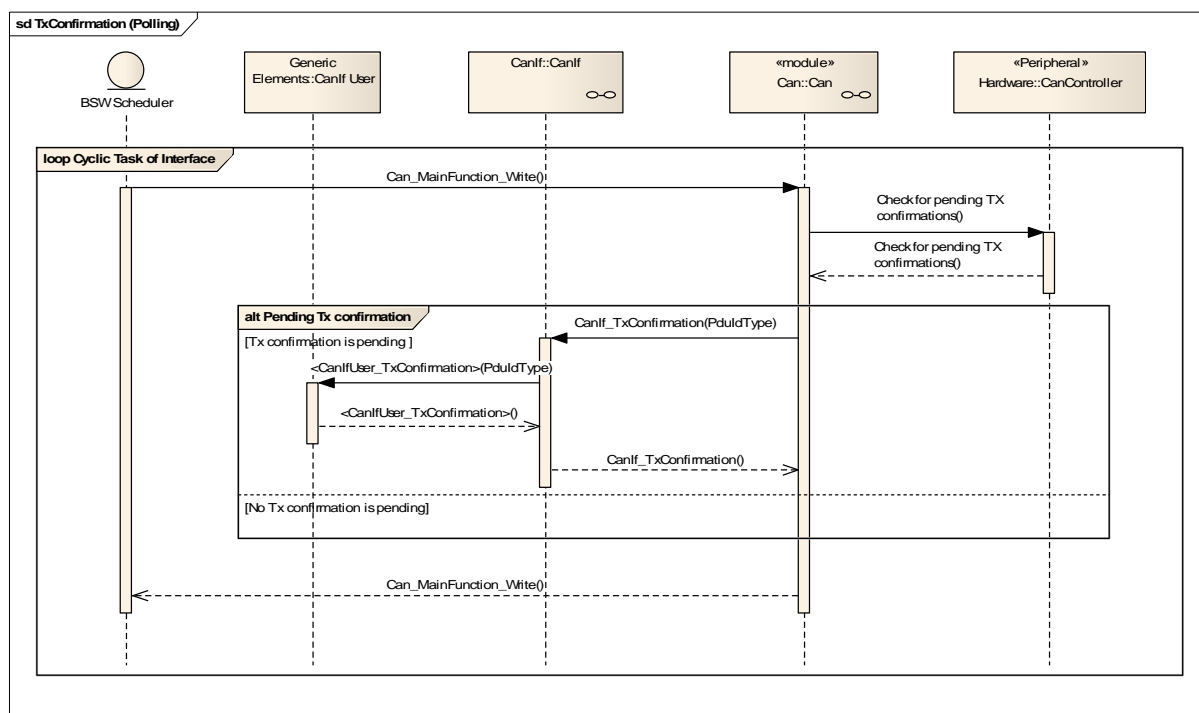 sd TxConfirmation (Polling)
BSW Scheduler
Generic
Elements::CanIf User
CanIf::CanIf
«module»
Can::Can
«Peripheral»
Hardware::CanController
loop Cyclic Task of Interface
Can_MainFunction_Write()
Check for pending TX
confirmations()
Check for pending TX
confirmations()
alt Pending Tx confirmation
CanIf_TxConfirmation(PduIdType)
[Tx confirmation is pending ]
<CanIfUser_TxConfirmation>(PduIdType)
<CanIfUser_TxConfirmation>()
CanIf_TxConfirmation()
[No Tx confirmation is pending]
Can_MainFunction_Write()